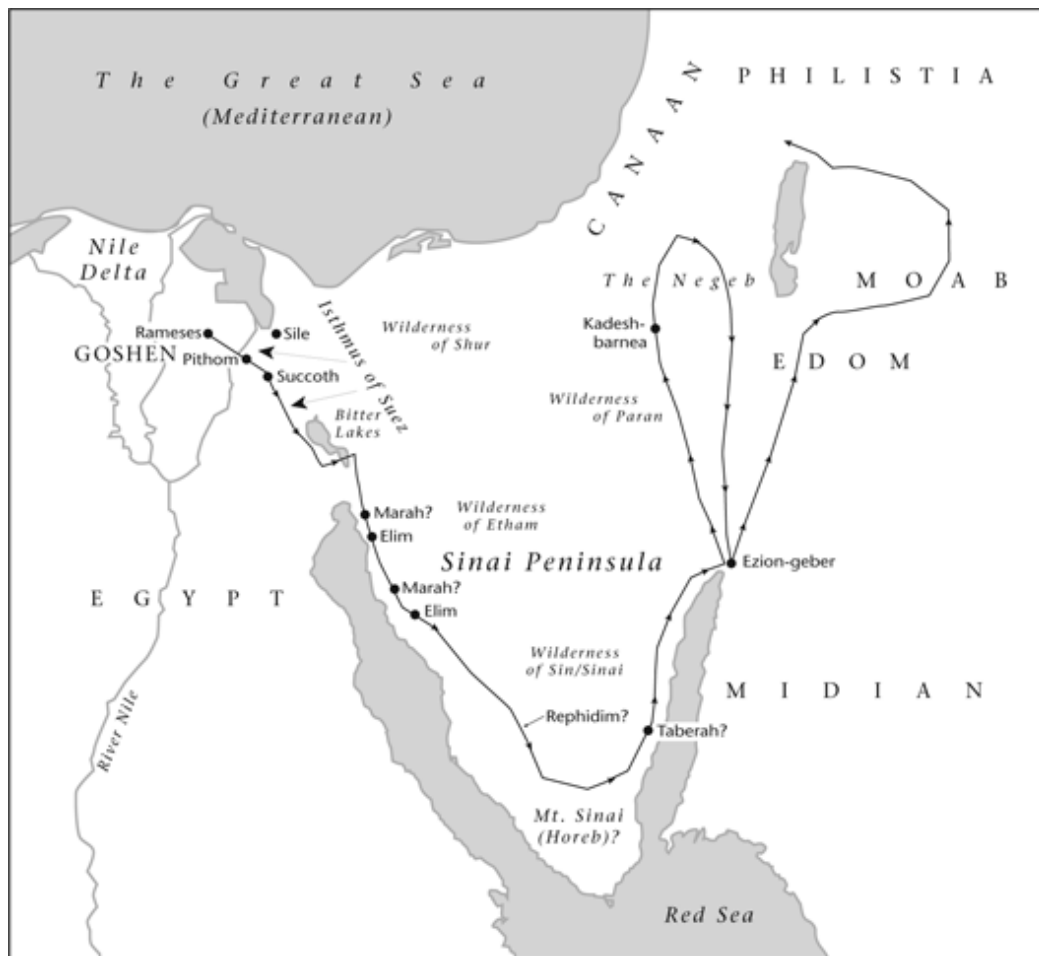 The Great Sea
(Mediterranean)
CANAAN
PHILISTIA
Nile
Delta
The Negeb
MOAB
Rameses
Sile
Isthmus of Suez
Wilderness
of Shur
Kadesh-
barnea
GOSHEN
Pithom
EDOM
Succoth
Bitter
Lakes
Wilderness
of Paran
Marah?
Wilderness
of Etham
Elim
Sinai Peninsula
Ezion-geber
EGYPT
Marah?
Elim
Wilderness
of Sin/Sinai
MIDIAN
River Nile
Rephidim?
Taberah?
Mt. Sinai
(Horeb)?
Red Sea